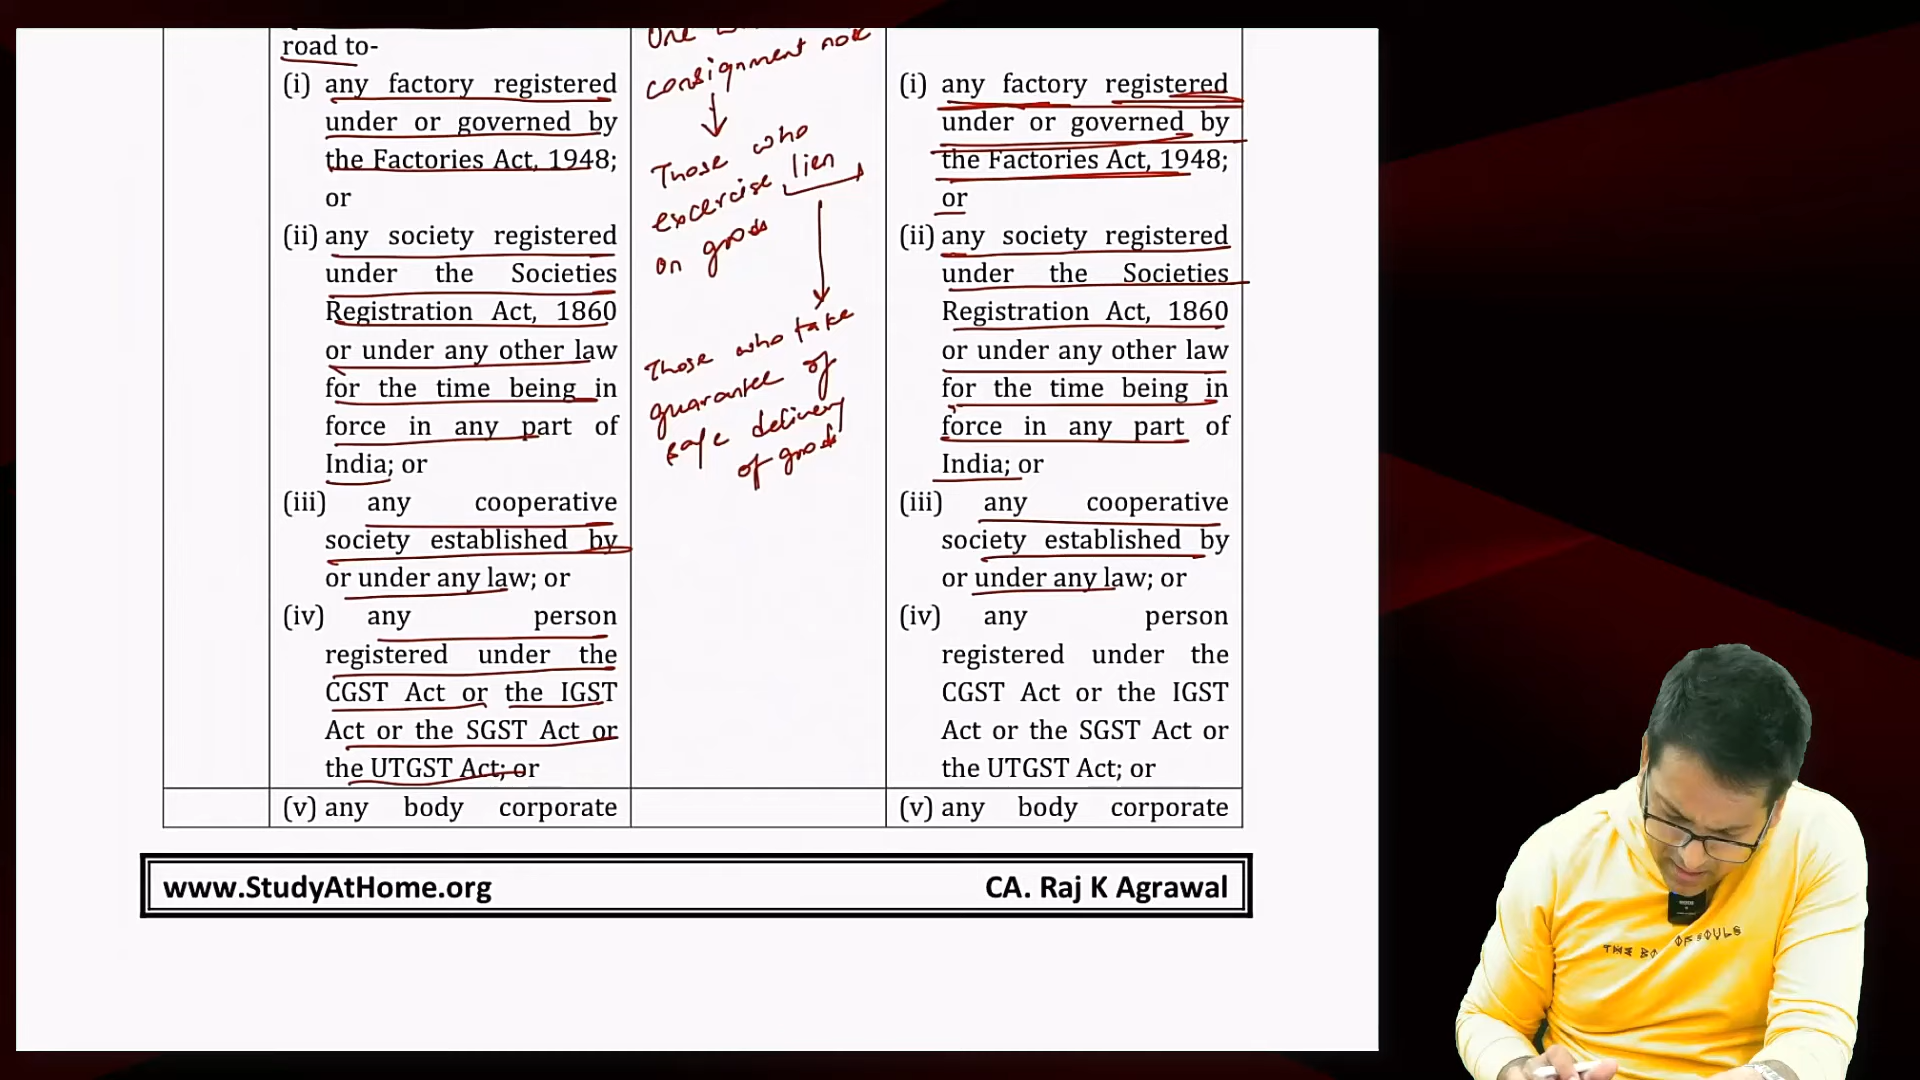 road to-
(i) any factory registered
under or governed by
the Factories Act, 1948;
or
(ii) any society registered
under the Societies
Registration Act, 1860
or under any other law
for the time being in
force in any part of
India; or
(iii) any cooperative
society established by
or under any law; or
(iv) any person
registered under the
CGST Act or the IGST
Act or the SGST Act or
the UTGST Act; or
(v) any body corporate
One
consignment note
Those who
excercise lien
on goods
Those who take
guarantee of
safe delivery
of goods
(i) any factory registered
under or governed by
the Factories Act, 1948;
or
(ii) any society registered
under the Societies
Registration Act, 1860
or under any other law
for the time being in
force in any part of
India; or
(iii) any cooperative
society established by
or under any law; or
(iv) any person
registered under the
CGST Act or the IGST
Act or the SGST Act or
the UTGST Act; or
(v) any body corporate
www.StudyAtHome.org
CA. Raj K Agrawal
THE BO OF SOULS